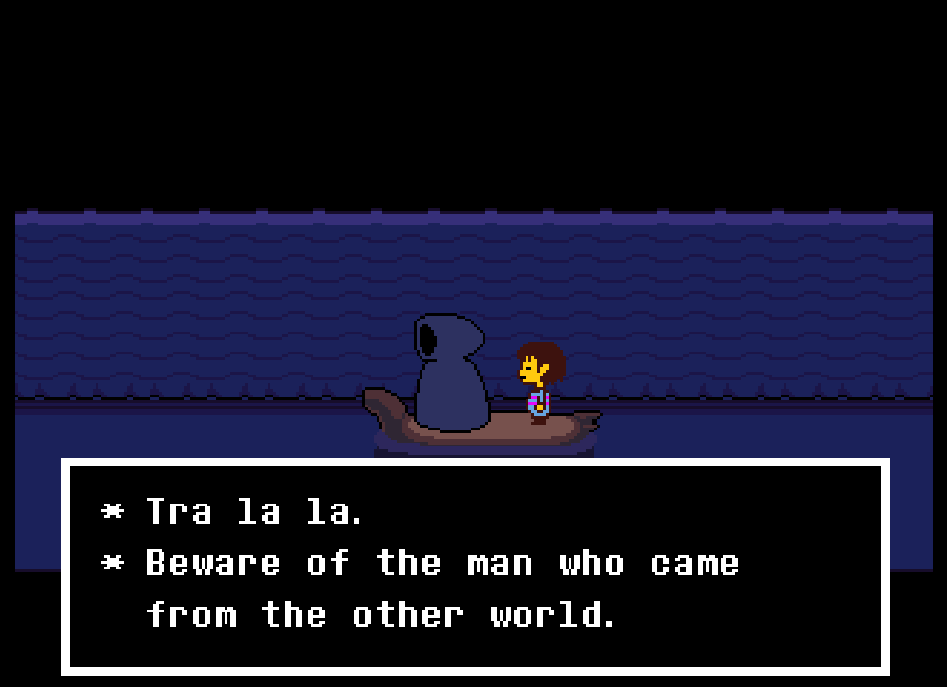 * Tra la la.
* Beware of the man who came
from the other world.